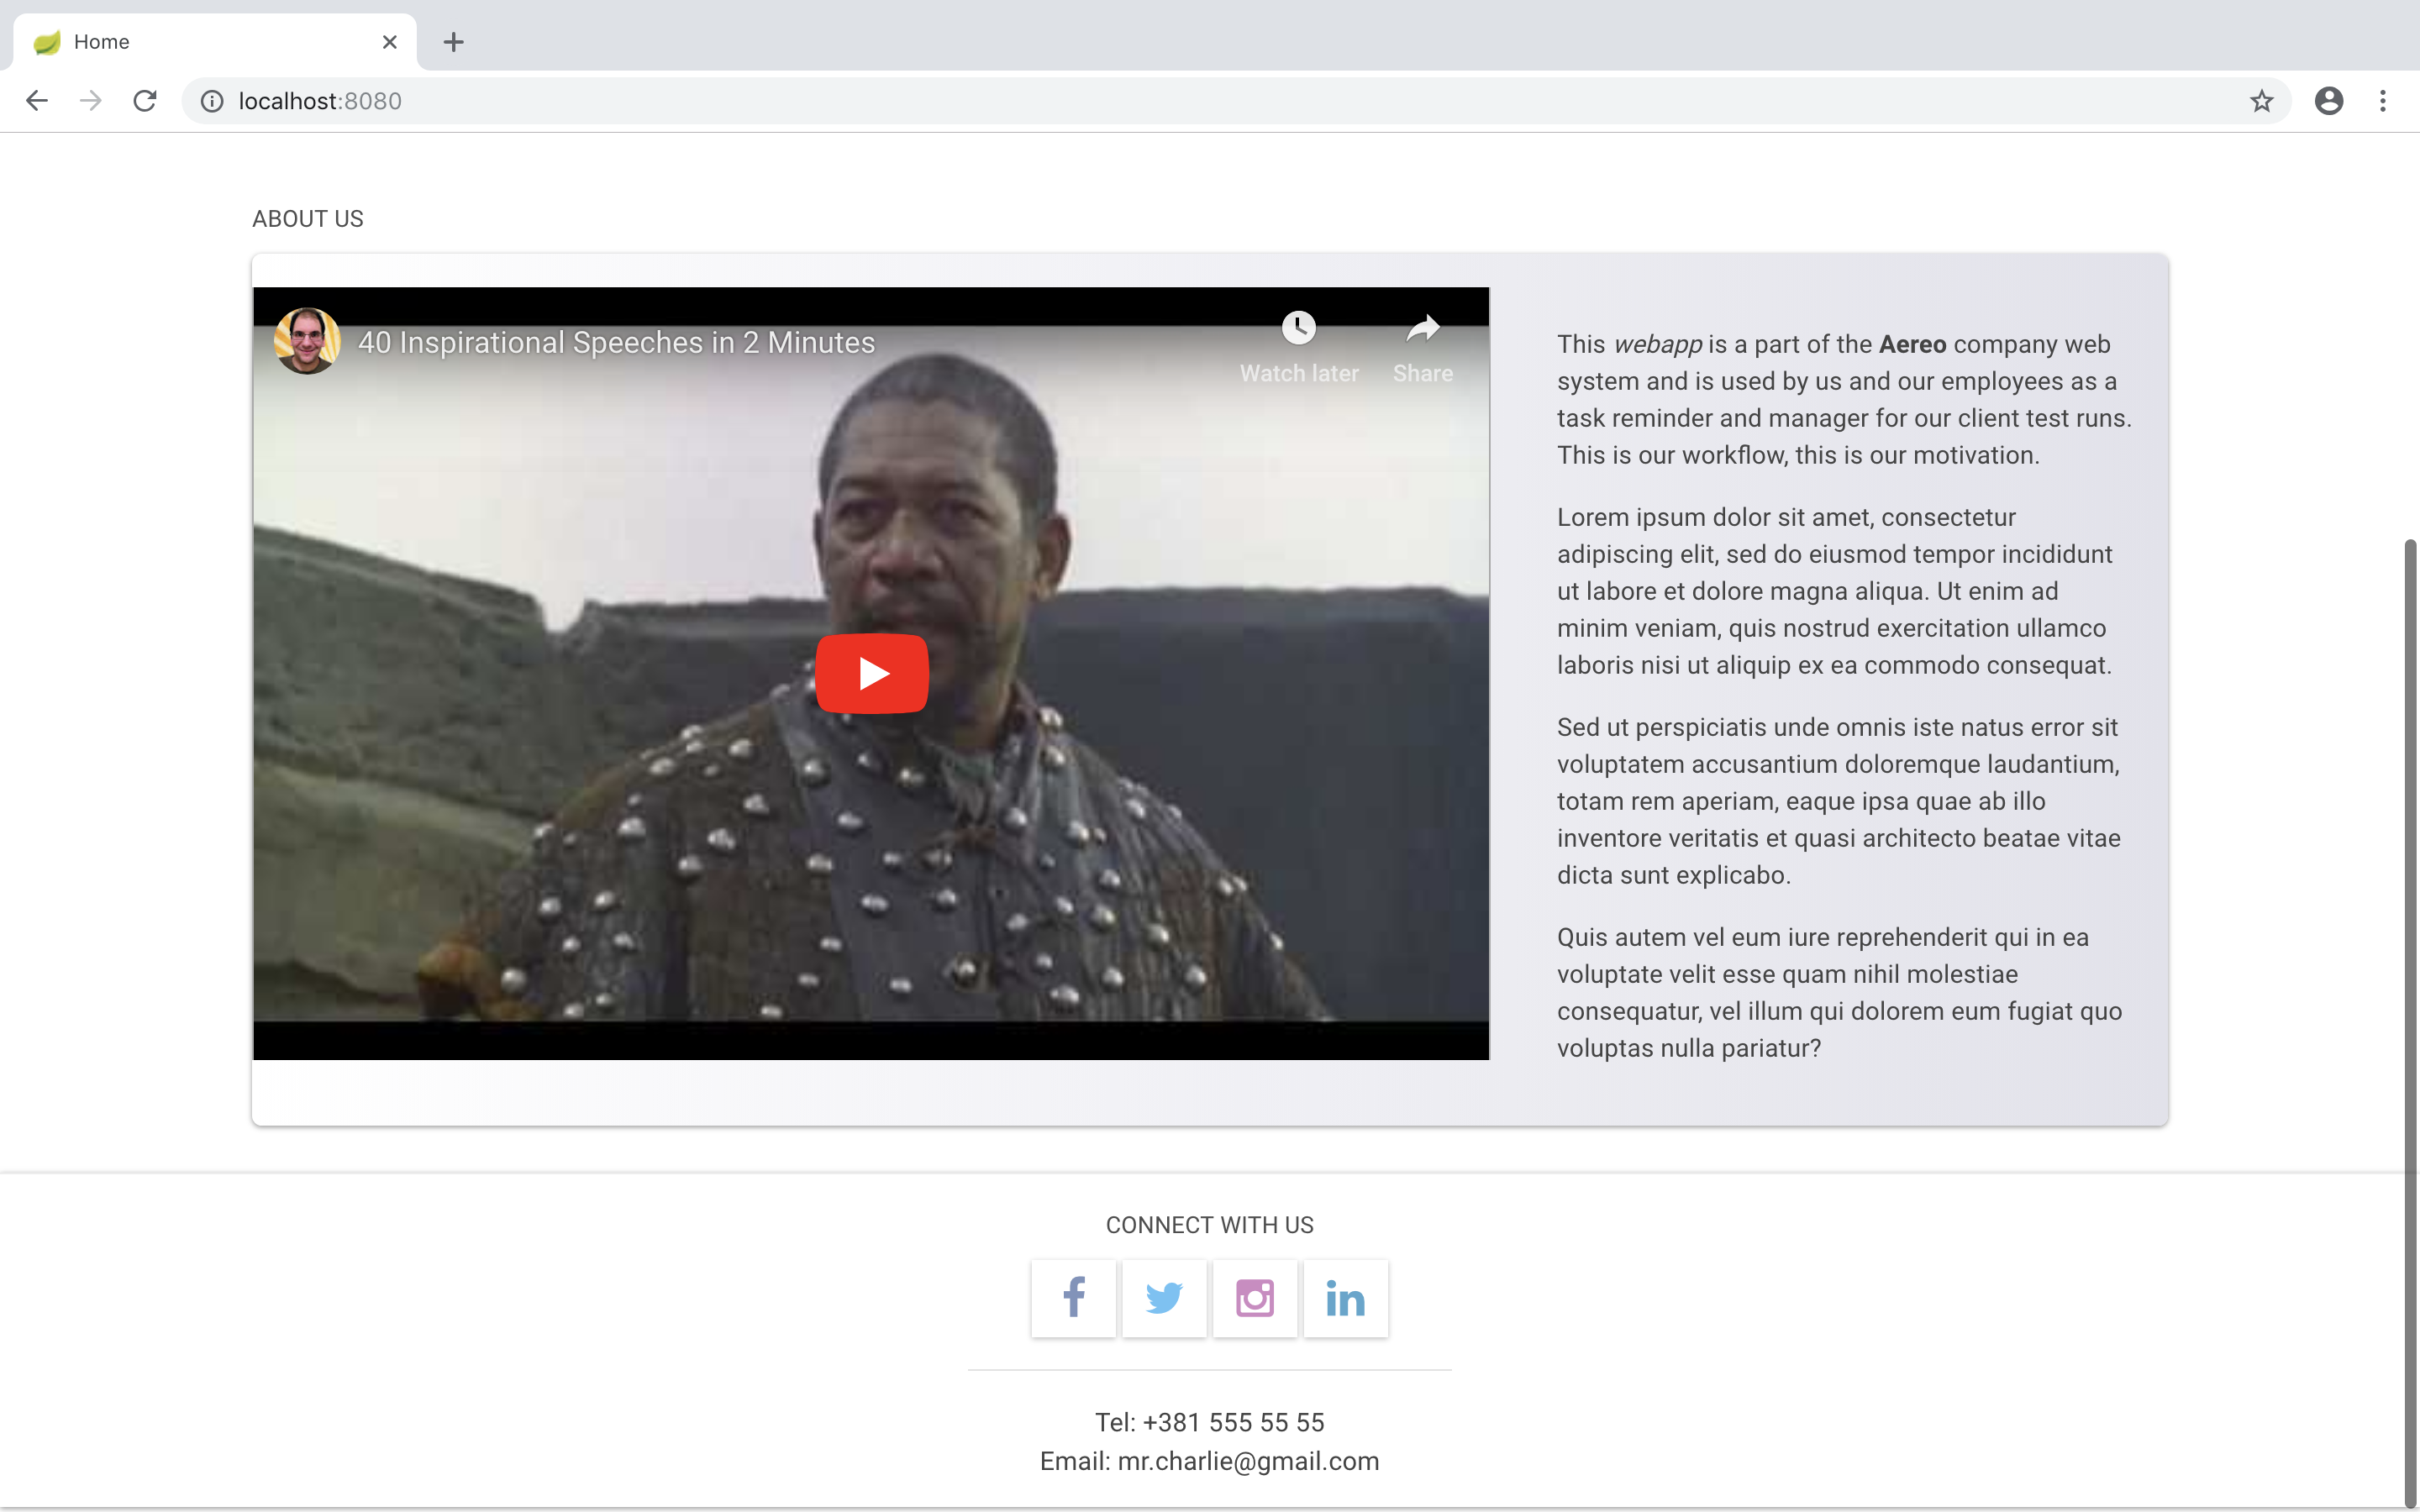 Home
localhost:8080
ABOUT US
40 Inspirational Speeches in 2 Minutes
Watch later
Share
This webapp is a part of the Aereo company web
system and is used by us and our employees as a
task reminder and manager for our client test runs.
This is our workflow, this is our motivation.
Lorem ipsum dolor sit amet, consectetur
adipiscing elit, sed do eiusmod tempor incididunt
ut labore et dolore magna aliqua. Ut enim ad
minim veniam, quis nostrud exercitation ullamco
laboris nisi ut aliquip ex ea commodo consequat.
Sed ut perspiciatis unde omnis iste natus error sit
voluptatem accusantium doloremque laudantium,
totam rem aperiam, eaque ipsa quae ab illo
inventore veritatis et quasi architecto beatae vitae
dicta sunt explicabo.
Quis autem vel eum iure reprehenderit qui in ea
voluptate velit esse quam nihil molestiae
consequatur, vel illum qui dolorem eum fugiat quo
voluptas nulla pariatur?
CONNECT WITH US
Tel: +381 555 55 55
Email: mr.charlie@gmail.com